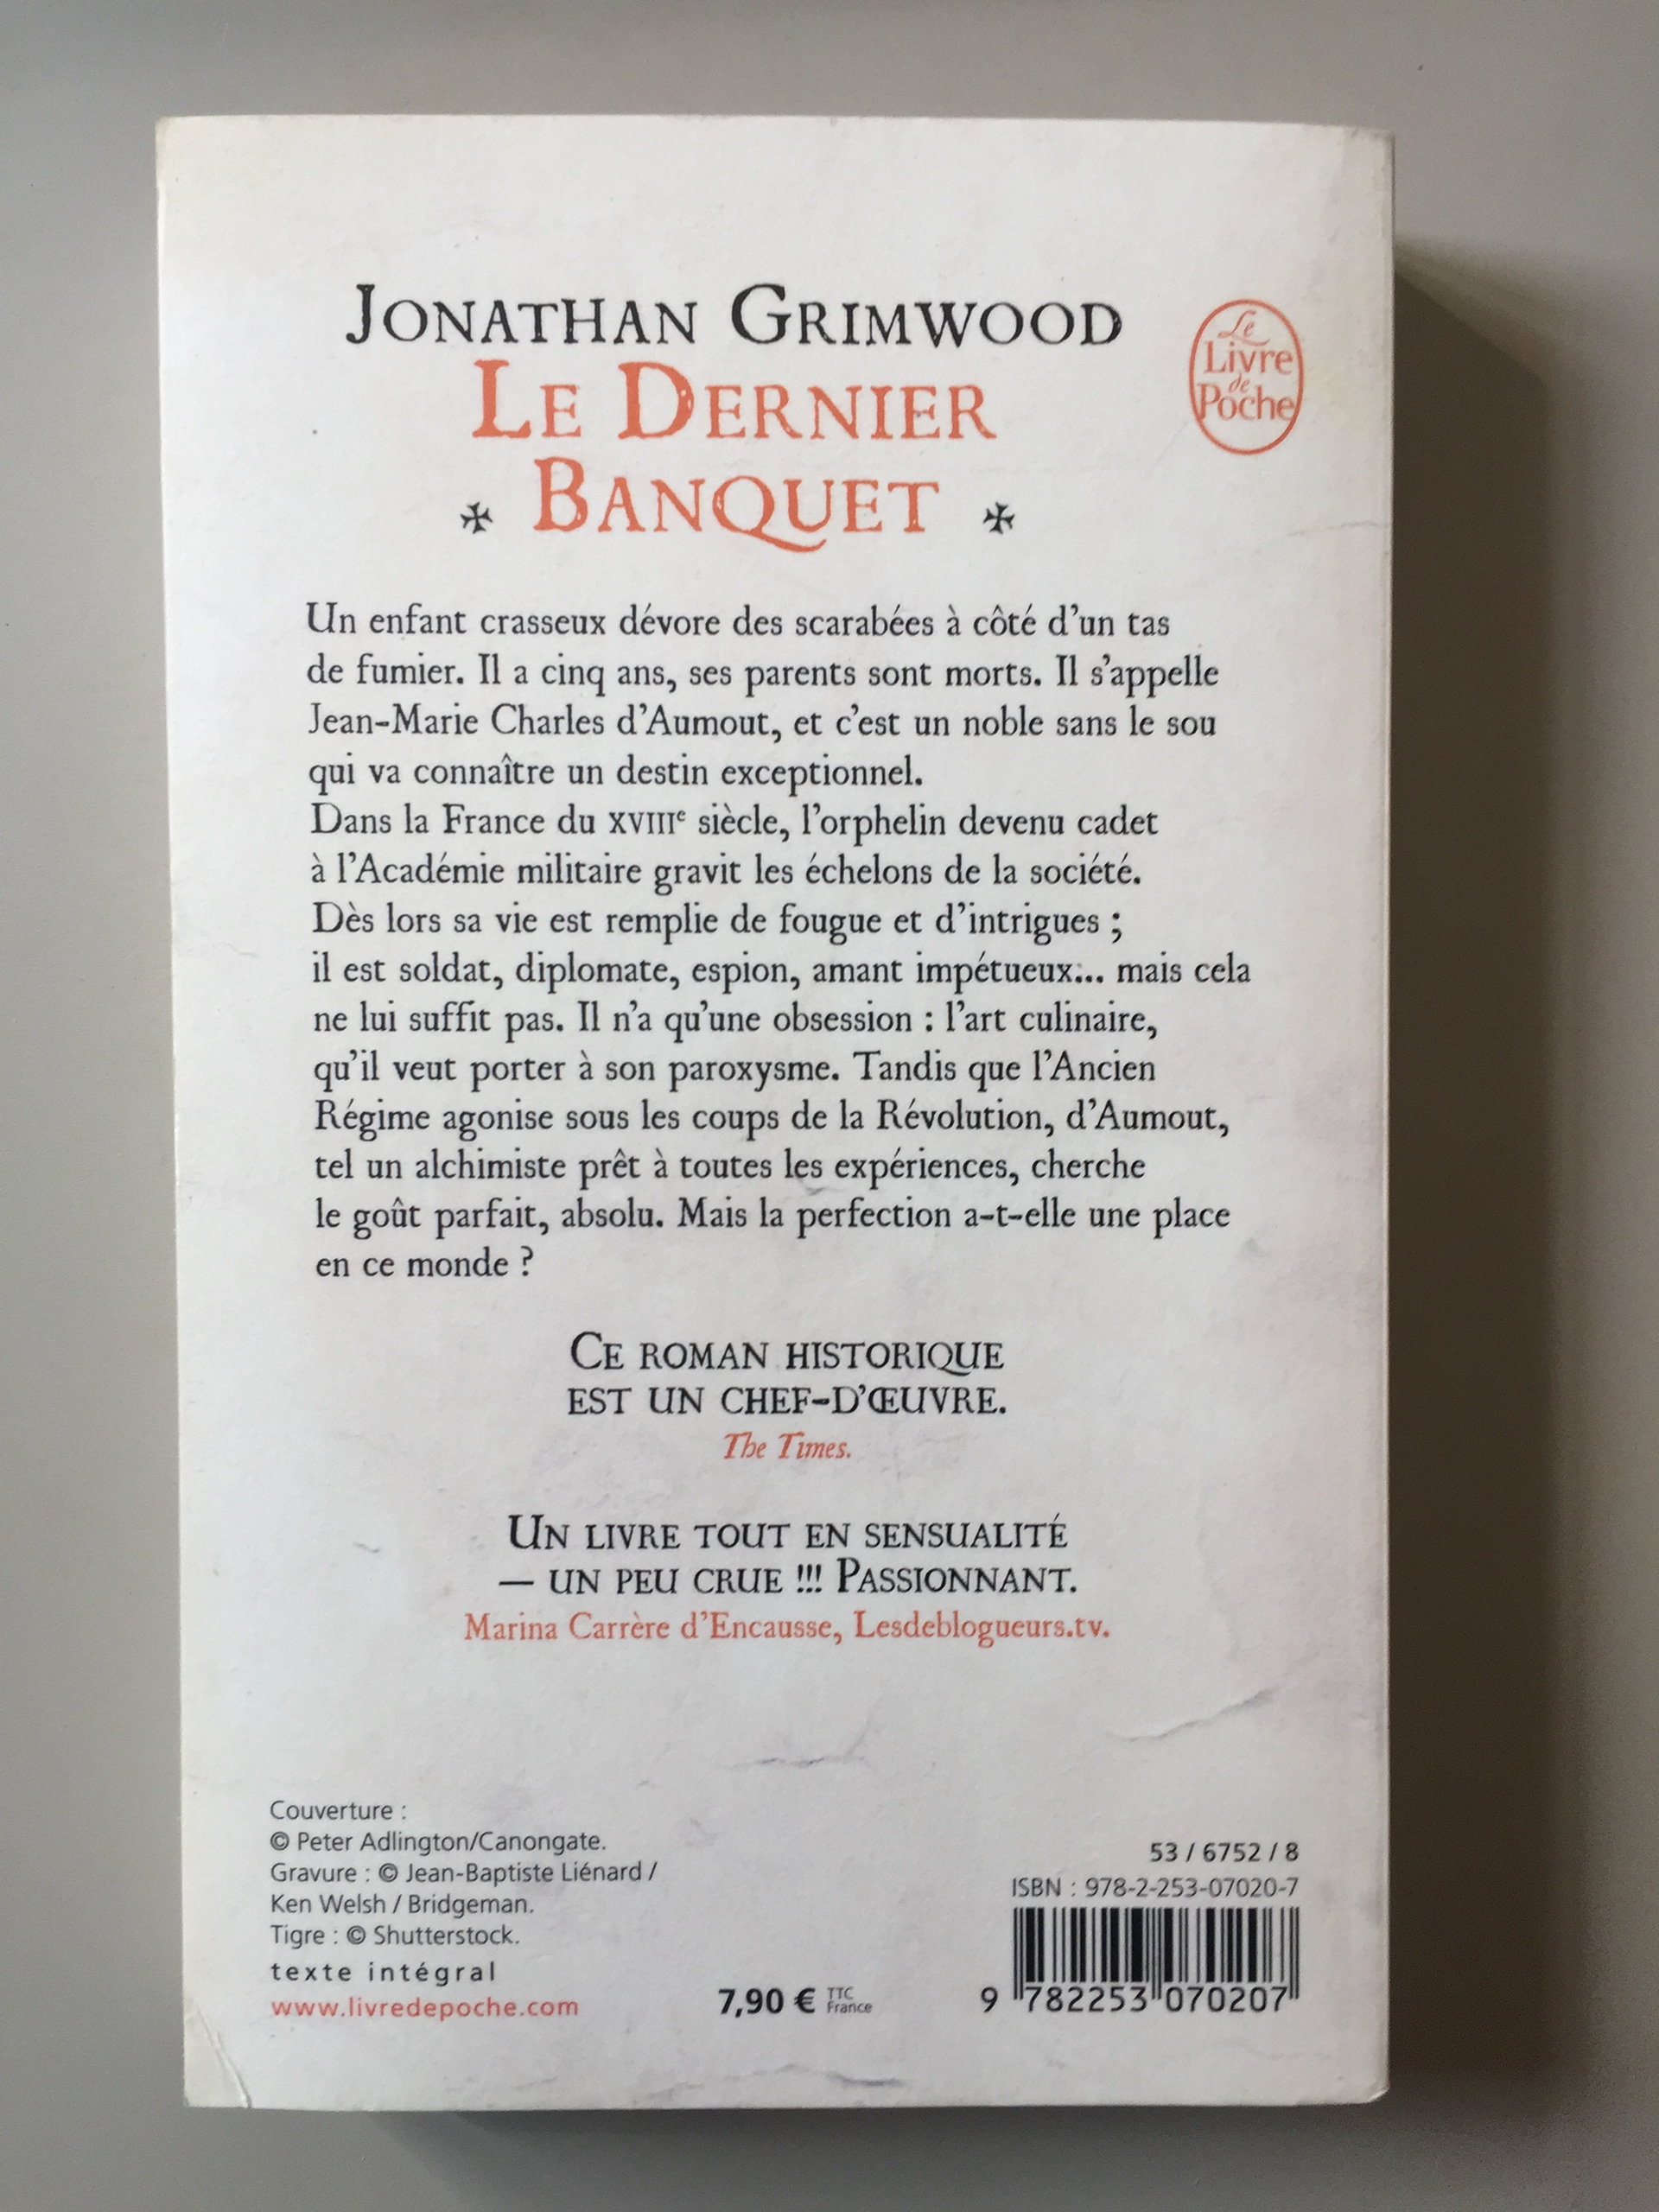 JONATHAN GRIMWOOD
LE DERNIER
BANQUET
Le
Livre
de
Poche
Un enfant crasseux dévore des scarabées à côté d'un tas
de fumier. Il a cinq ans, ses parents sont morts. Il s'appelle
Jean-Marie Charles d'Aumout, et c'est un noble sans le sou
qui va connaître un destin exceptionnel.
Dans la France du XVIIIe siècle, l'orphelin devenu cadet
à l'Académie militaire gravit les échelons de la société.
Dès lors sa vie est remplie de fougue et d'intrigues ;
il est soldat, diplomate, espion, amant impétueux... mais cela
ne lui suffit pas. Il n'a qu'une obsession : l'art culinaire,
qu'il veut porter à son paroxysme. Tandis que l'Ancien
Régime agonise sous les coups de la Révolution, d'Aumout,
tel un alchimiste prêt à toutes les expériences, cherche
le goût parfait, absolu. Mais la perfection a-t-elle une place
en ce monde ?
CE ROMAN HISTORIQUE
EST UN CHEF-D'ŒUVRE.
The Times.
UN LIVRE TOUT EN SENSUALITÉ
— UN PEU CRUE !!! PASSIONNANT.
Marina Carrère d'Encausse, Lesdeblogueurs.tv.
Couverture :
© Peter Adlington/Canongate.
Gravure : © Jean-Baptiste Liénard /
Ken Welsh / Bridgeman.
Tigre : © Shutterstock.
texte intégral
www.livredepoche.com
7,90 € TTC France
53 / 6752 / 8
ISBN : 978-2-253-07020-7
9 782253 070207